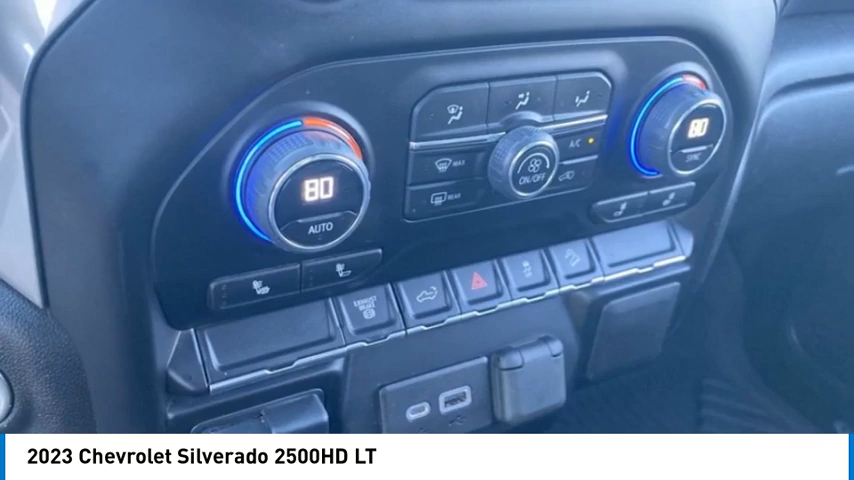 80
AUTO
MAX
REAR
ON/OFF
A/C
80
SYNC
2023 Chevrolet Silverado 2500HD LT